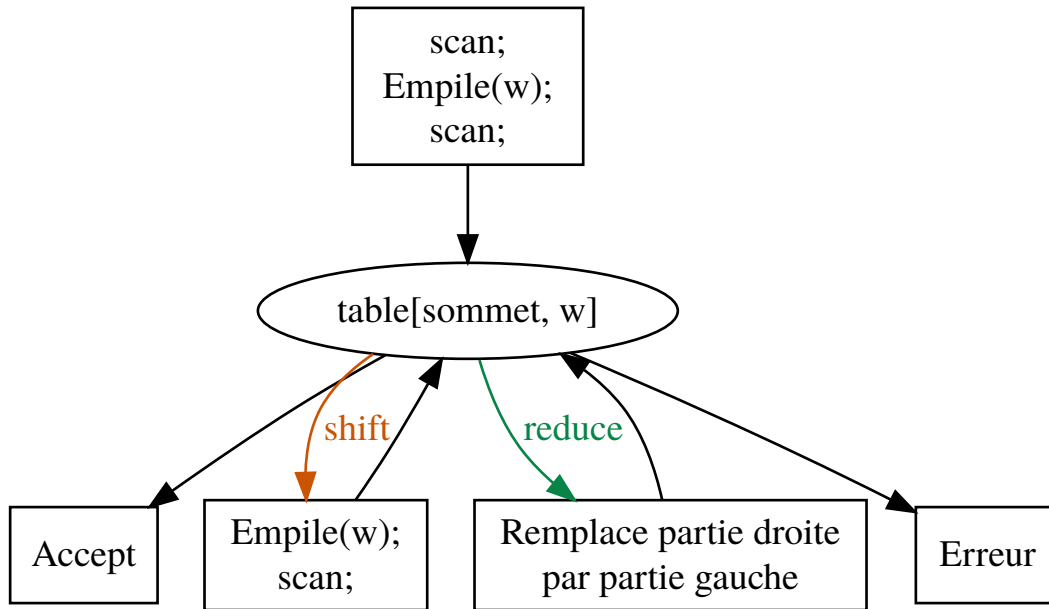 scan;
Empile(w);
scan;
table[sommet, w]
shift
reduce
Accept
Empile(w);
scan;
Remplace partie droite
par partie gauche
Erreur